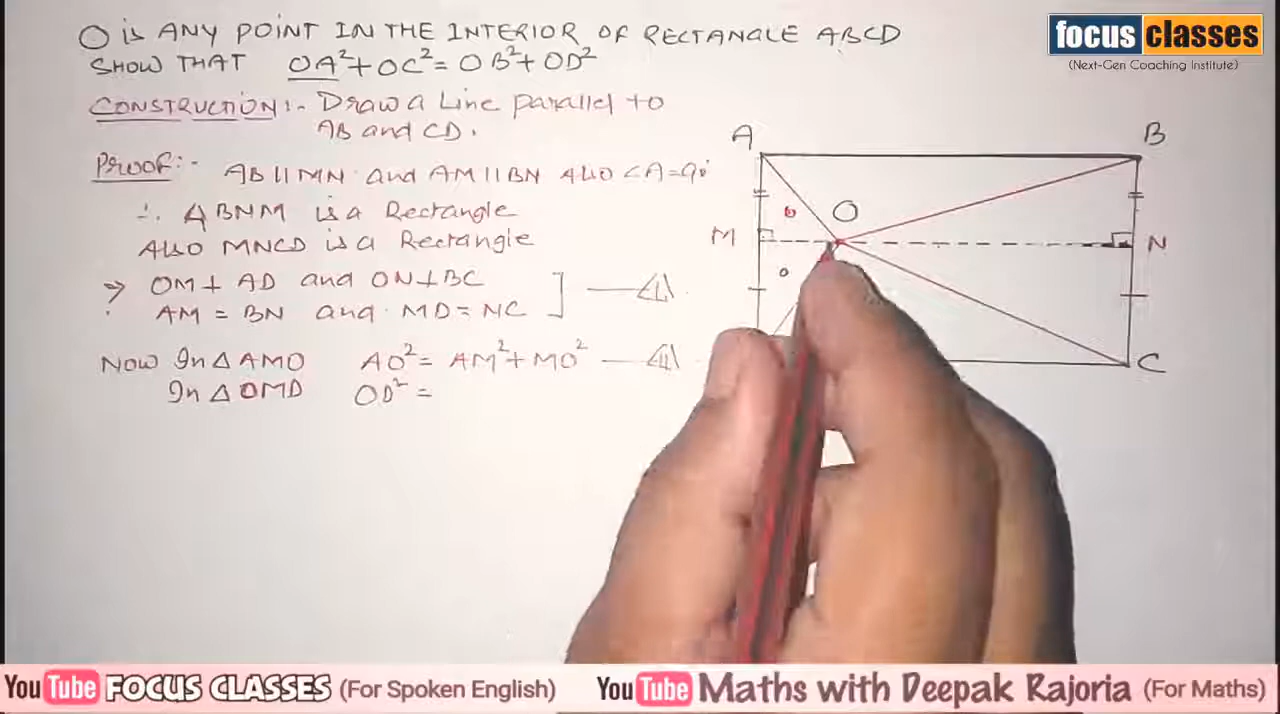 O IS ANY POINT IN THE INTERIOR OF RECTANGLE ABCD
SHOW THAT OA²+OC²=OB²+OD²
CONSTRUCTION:- Draw a Line parallel to
AB and CD.
Proof:- AB||MN and AM||BN ALSO ∠A=90°
∴ ABNM is a Rectangle
ALSO MNCD is a Rectangle
⇒ OM⊥AD and ON⊥BC
AM = BN and MD=NC
Now In △ AMO AO² = AM²+MO²
In △ OMD OD² =
A
B
O
M
N
C
focus classes
(Next-Gen Coaching Institute)
YouTube FOCUS CLASSES (For Spoken English) YouTube Maths with Deepak Rajoria (For Maths)